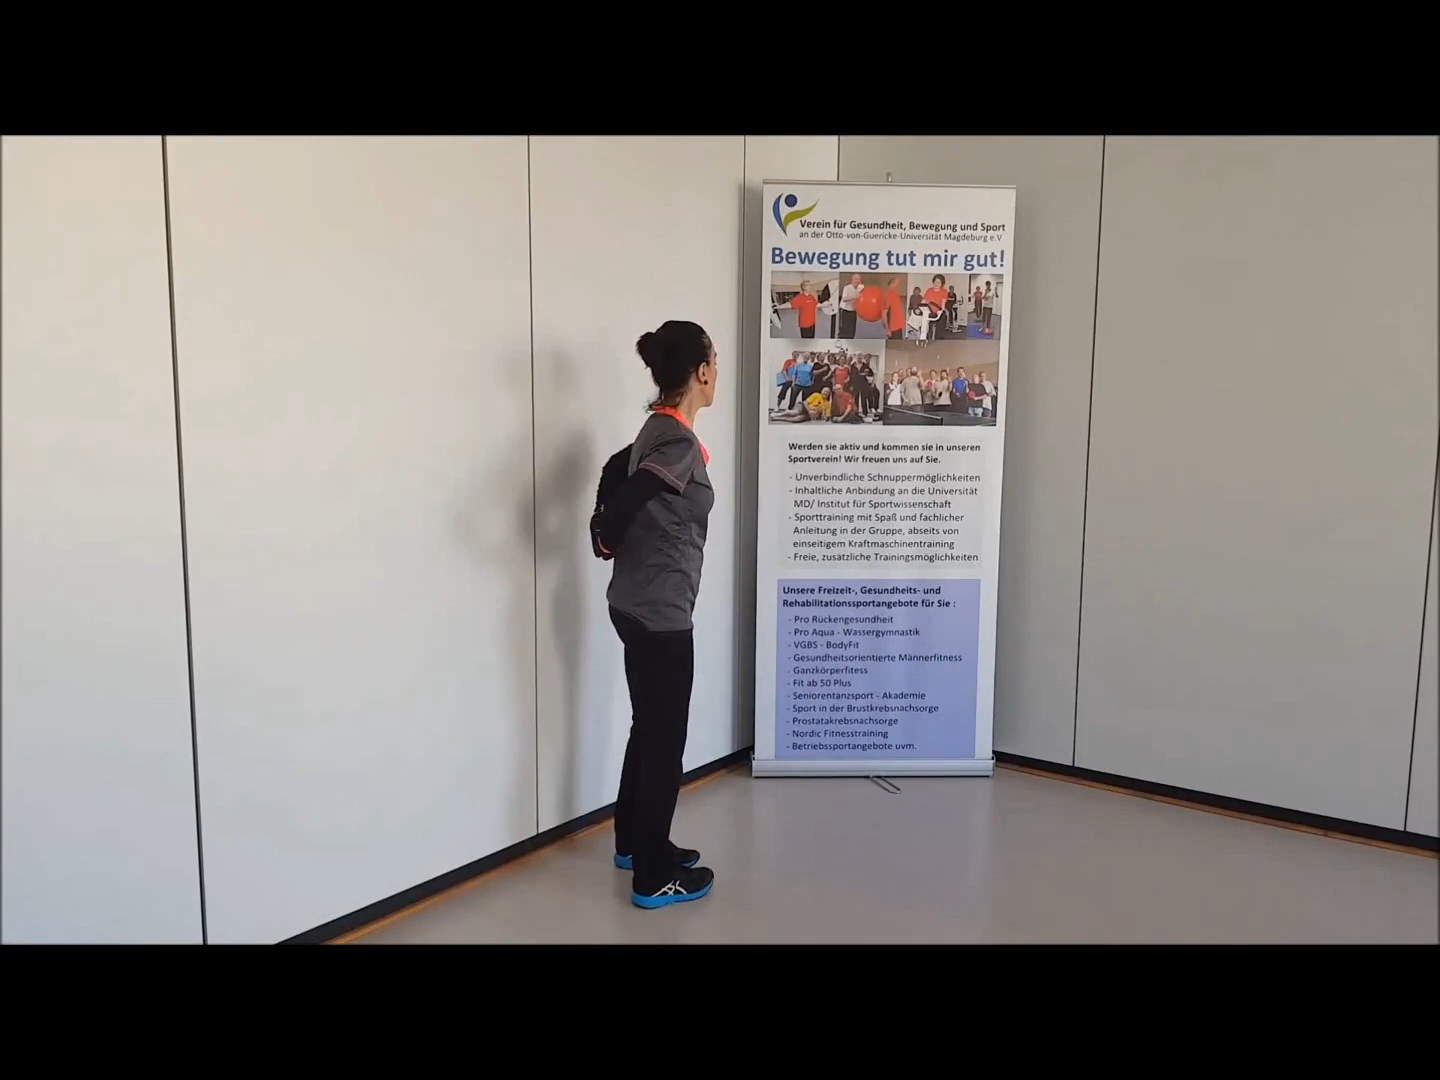 Verein für Gesundheit, Bewegung und Sport
an der Otto-von-Guericke-Universität Magdeburg e.V
Bewegung tut mir gut!
Werden sie aktiv und kommen sie in unseren
Sportverein! Wir freuen uns auf Sie.
- Unverbindliche Schnuppermöglichkeiten
- Inhaltliche Anbindung an die Universität
MD/ Institut für Sportwissenschaft
- Sporttraining mit Spaß und fachlicher
Anleitung in der Gruppe, abseits von
einseitigem Kraftmaschinentraining
- Freie, zusätzliche Trainingsmöglichkeiten
Unsere Freizeit-, Gesundheits- und
Rehabilitationssportangebote für Sie :
- Pro Rückengesundheit
- Pro Aqua - Wassergymnastik
- VGBS - BodyFit
- Gesundheitsorientierte Männerfitness
- Ganzkörperfitess
- Fit ab 50 Plus
- Seniorentanzsport - Akademie
- Sport in der Brustkrebsnachsorge
- Prostatakrebsnachsorge
- Nordic Fitnesstraining
- Betriebssportangebote uvm.